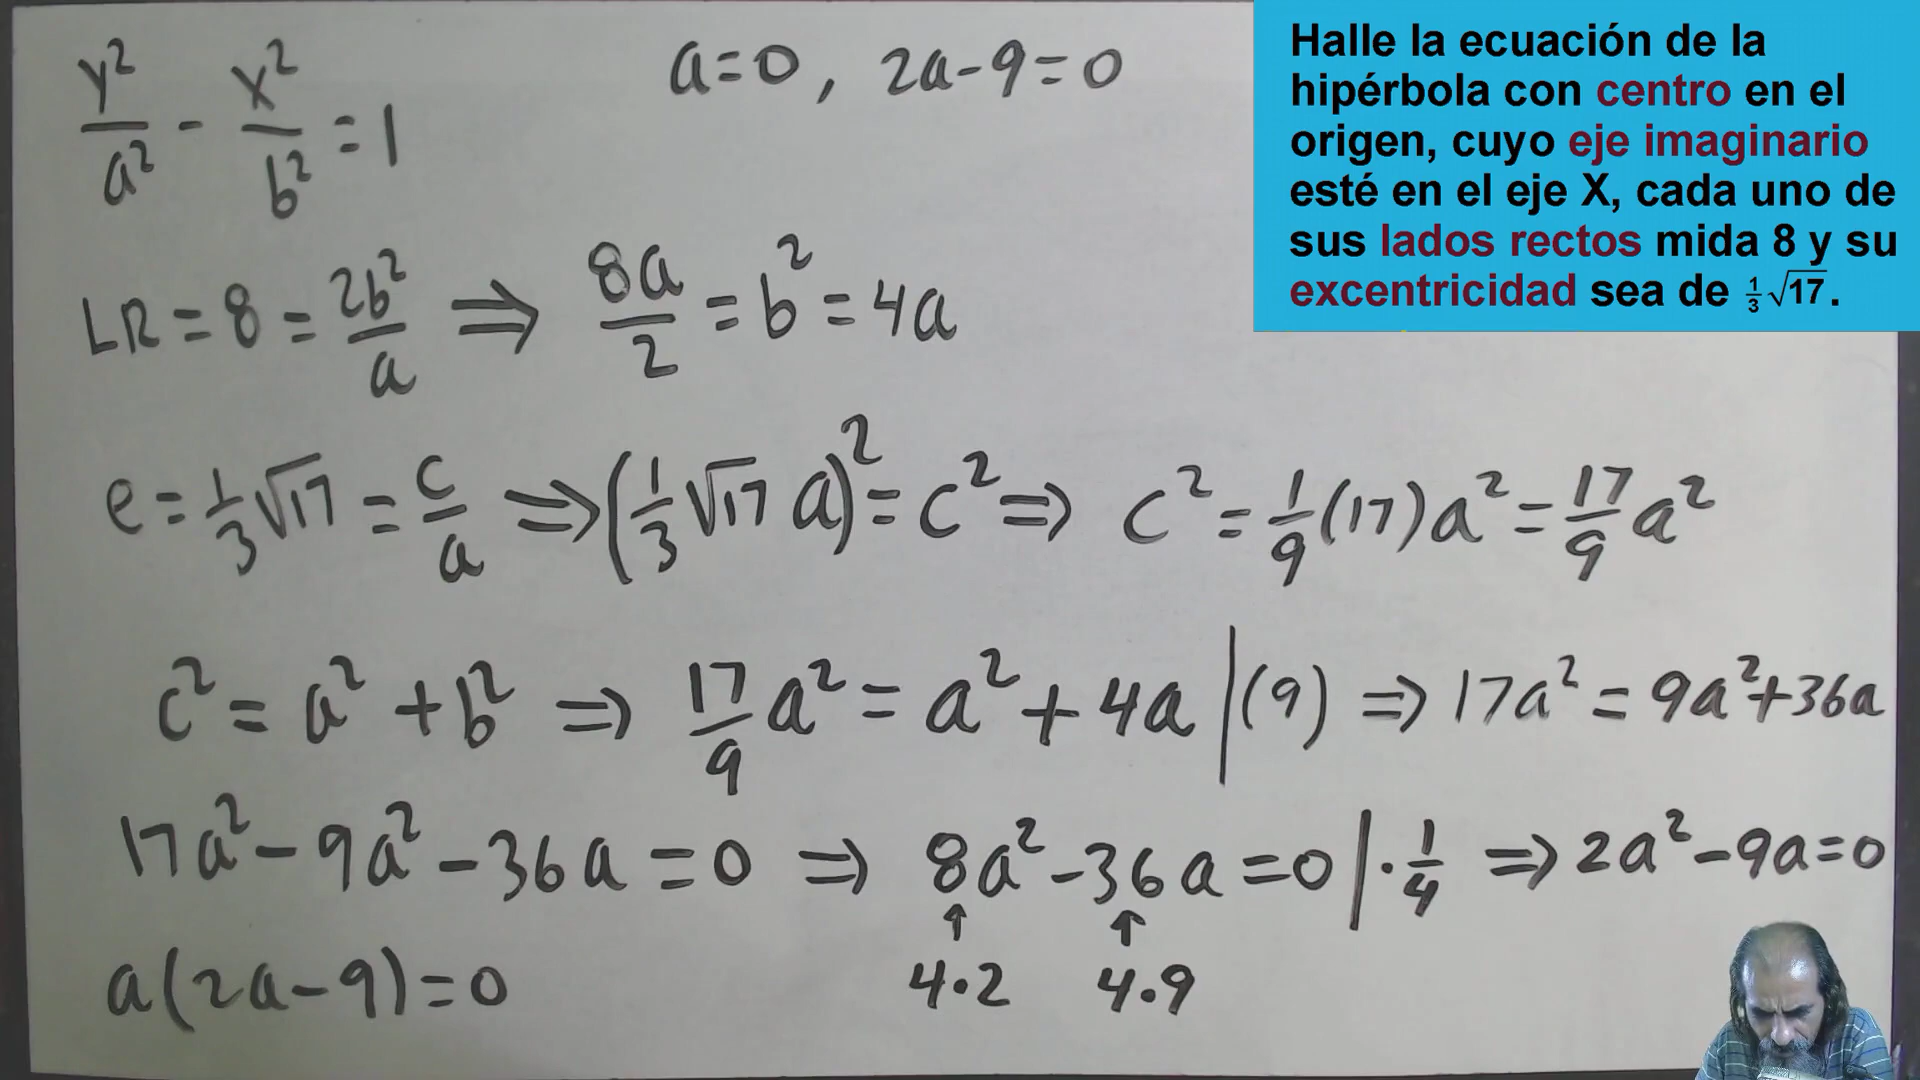 y²/a² - x²/b² = 1
a=0, 2a-9=0
Halle la ecuación de la
hipérbola con centro en el
origen, cuyo eje imaginario
esté en el eje X, cada uno de
sus lados rectos mida 8 y su
excentricidad sea de 1/3 √17.
LR = 8 = 2b²/a ⇒ 8a/2 = b² = 4a
e = 1/3 √17 = c/a ⇒ (1/3 √17 a)² = c² ⇒ c² = 1/9 (17)a² = 17/9 a²
c² = a² + b² ⇒ 17/9 a² = a² + 4a |(9) ⇒ 17a² = 9a²+36a
17a² - 9a² - 36a = 0 ⇒ 8a² - 36a = 0 | · 1/4 ⇒ 2a² - 9a = 0
↑ ↑
a(2a-9) = 0 4·2 4·9